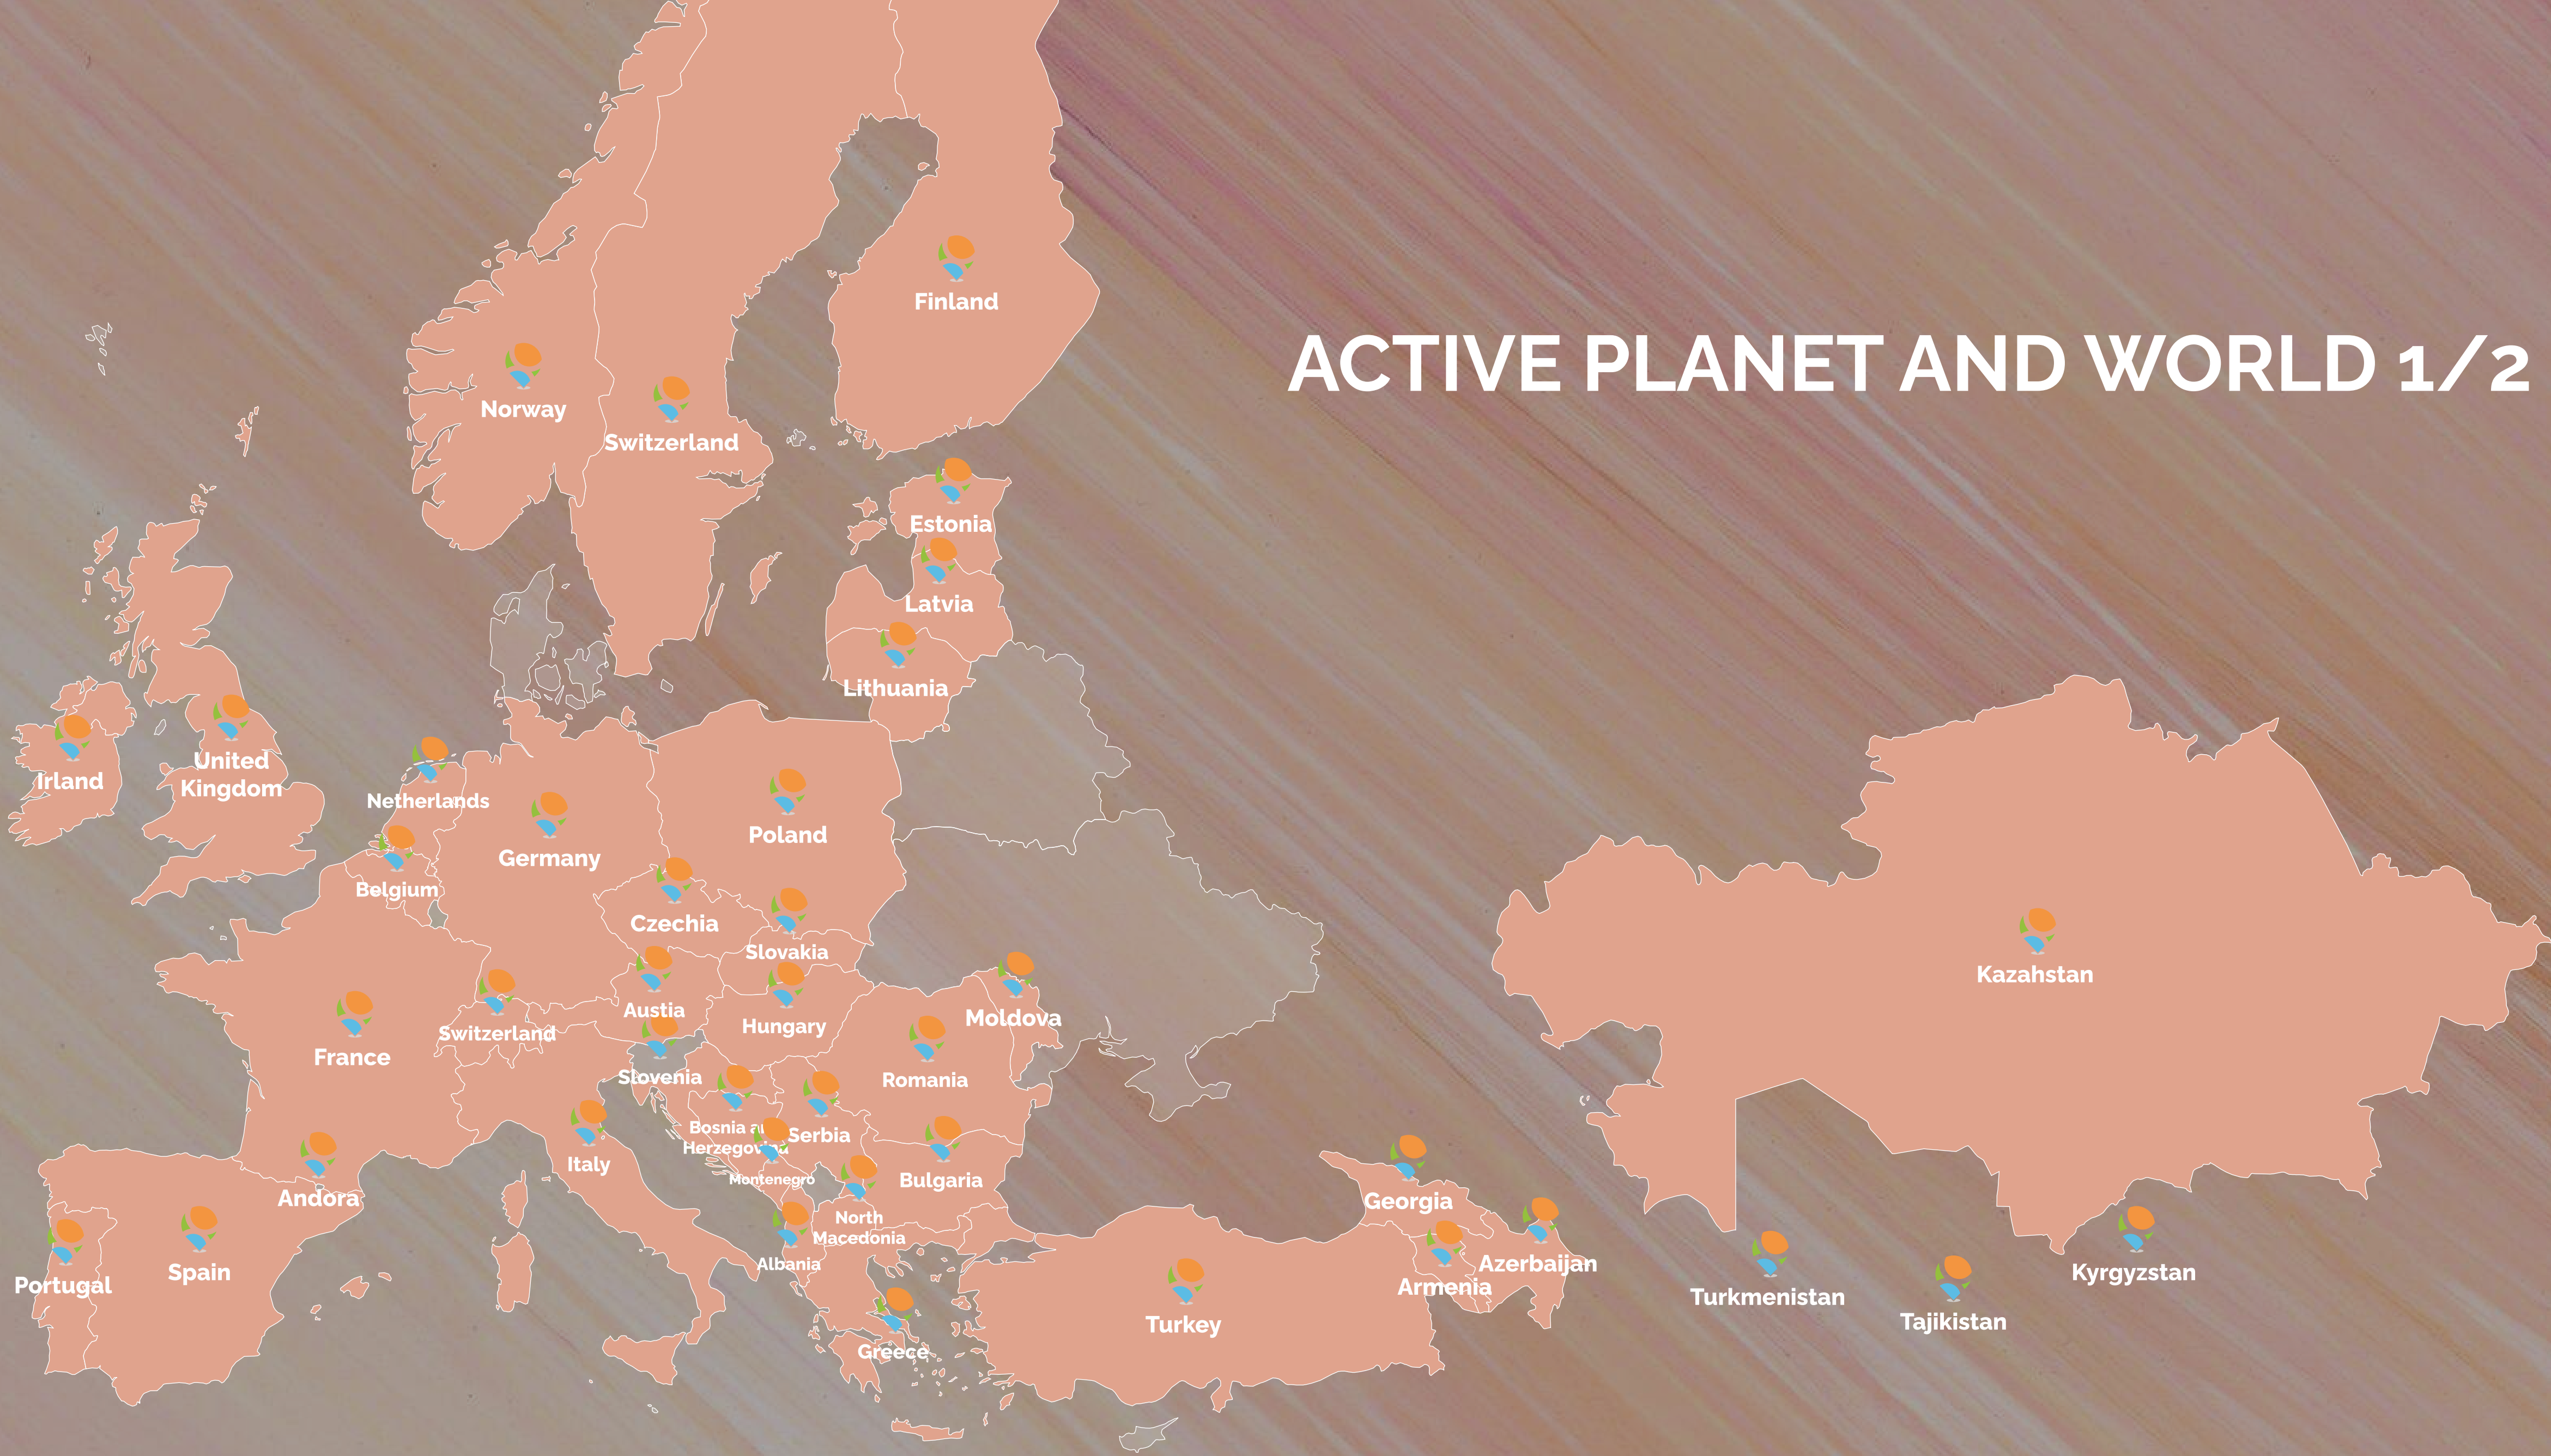 ACTIVE PLANET AND WORLD 1/2
Finland
Norway
Switzerland
Estonia
Latvia
Lithuania
United
Kingdom
Irland
Netherlands
Poland
Germany
Belgium
Czechia
Slovakia
Kazahstan
Austia
Moldova
Hungary
Switzerland
France
Slovenia
Romania
Bosnia a
Herzegovina
Serbia
Italy
Montenegro
Bulgaria
Andora
Georgia
North
Macedonia
Azerbaijan
Albania
Spain
Portugal
Armenia
Kyrgyzstan
Turkmenistan
Tajikistan
Turkey
Greece